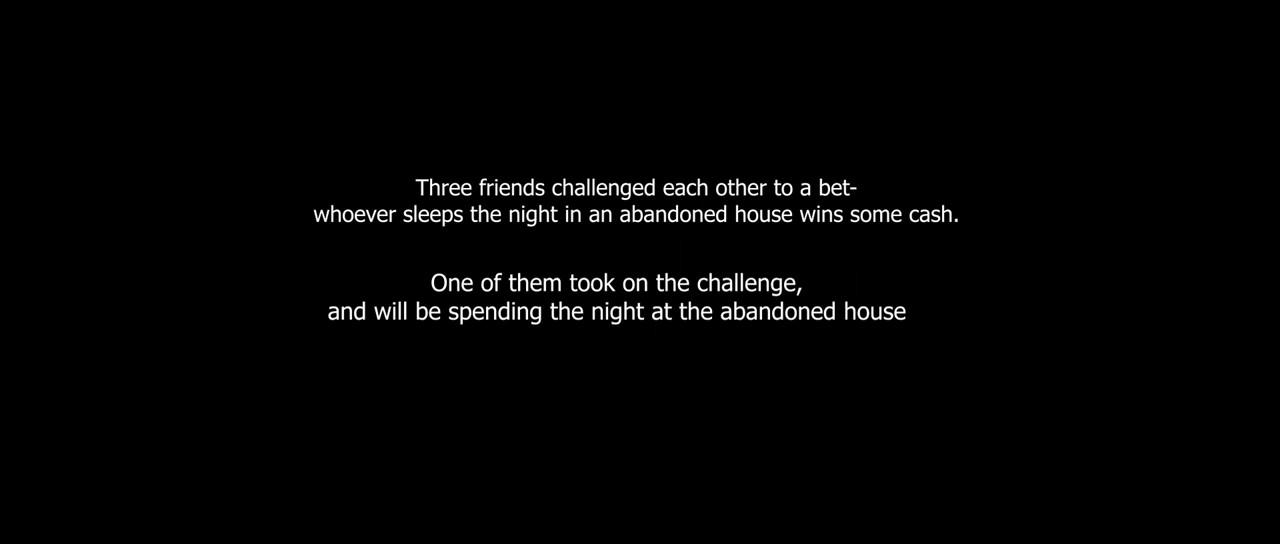 Three friends challenged each other to a bet-
whoever sleeps the night in an abandoned house wins some cash.
One of them took on the challenge,
and will be spending the night at the abandoned house